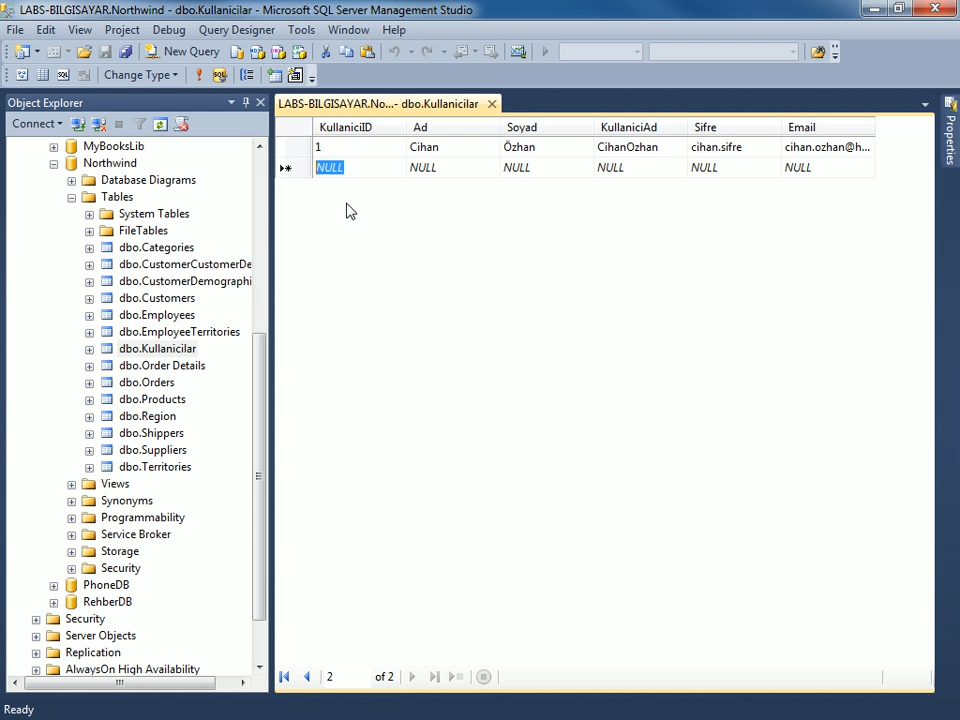 LABS-BILGISAYAR.Northwind - dbo.Kullanicilar - Microsoft SQL Server Management Studio
File Edit View Project Debug Query Designer Tools Window Help
New Query
Change Type
Object Explorer
Connect
MyBooksLib
Northwind
Database Diagrams
Tables
System Tables
FileTables
dbo.Categories
dbo.CustomerCustomerDe
dbo.CustomerDemographi
dbo.Customers
dbo.Employees
dbo.EmployeeTerritories
dbo.Kullanicilar
dbo.Order Details
dbo.Orders
dbo.Products
dbo.Region
dbo.Shippers
dbo.Suppliers
dbo.Territories
Views
Synonyms
Programmability
Service Broker
Storage
Security
PhoneDB
RehberDB
Security
Server Objects
Replication
AlwaysOn High Availability
LABS-BILGISAYAR.No...- dbo.Kullanicilar
KullaniciID Ad Soyad KullaniciAd Sifre Email
1 Cihan Özhan CihanOzhan cihan.sifre cihan.ozhan@h...
NULL NULL NULL NULL NULL NULL
2 of 2
Properties
Ready